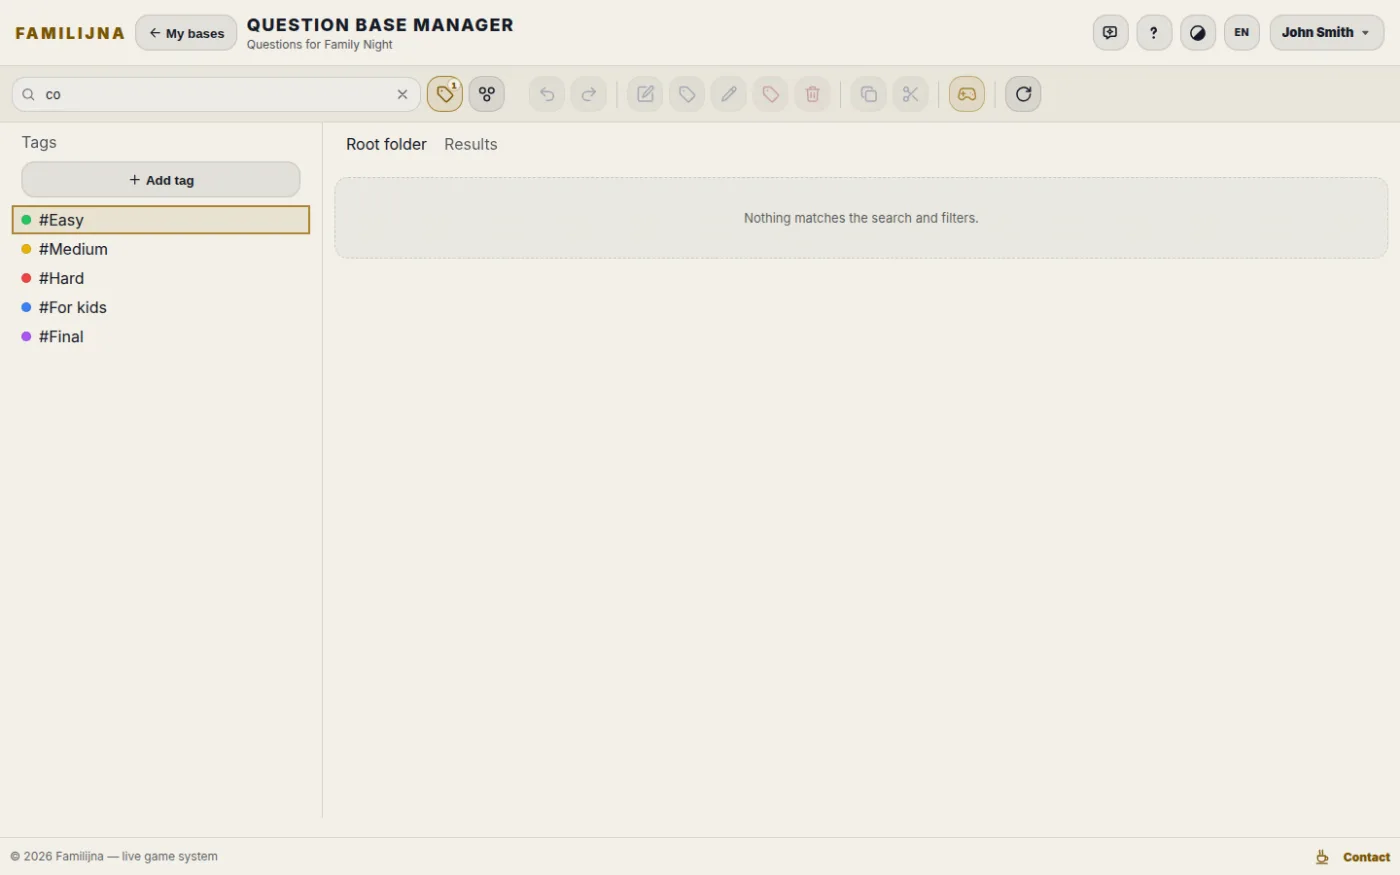 FAMILIJNA
← My bases
QUESTION BASE MANAGER
Questions for Family Night
?
EN
John Smith
co
1
Tags
+ Add tag
#Easy
#Medium
#Hard
#For kids
#Final
Root folder
Results
Nothing matches the search and filters.
© 2026 Familijna — live game system
Contact